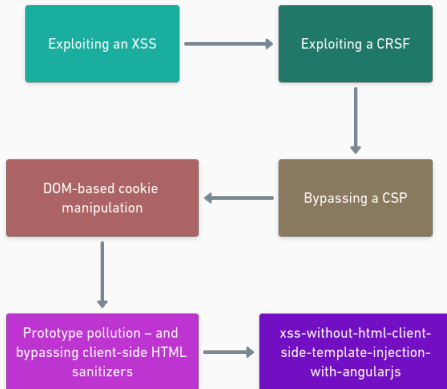 Exploiting an XSS
Exploiting a CRSF
Bypassing a CSP
DOM-based cookie
manipulation
Prototype pollution – and
bypassing client-side HTML
sanitizers
xss-without-html-client-
side-template-injection-
with-angularjs